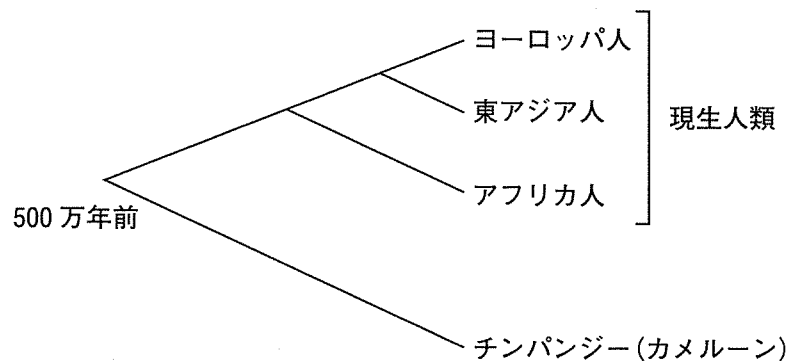 ヨーロッパ人
東アジア人
現生人類
アフリカ人
500 万年前
チンパンジー(カメルーン)